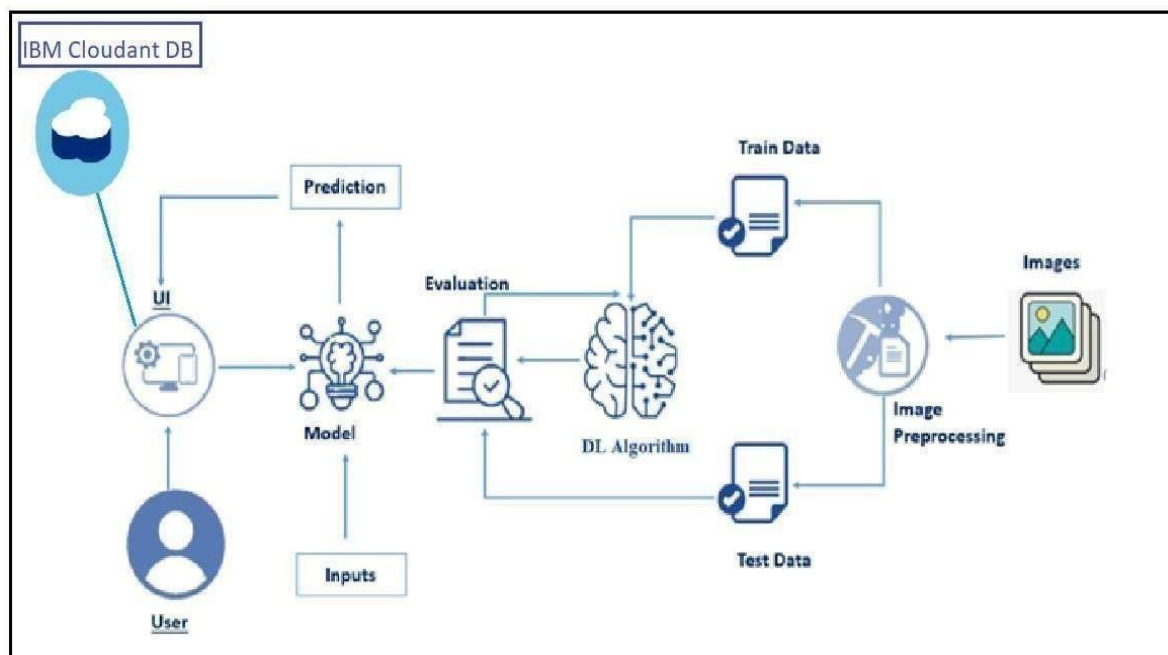 IBM Cloudant DB
Train Data
Prediction
Images
Evaluation
UI
Image
Preprocessing
Model
DL Algorithm
Test Data
Inputs
User